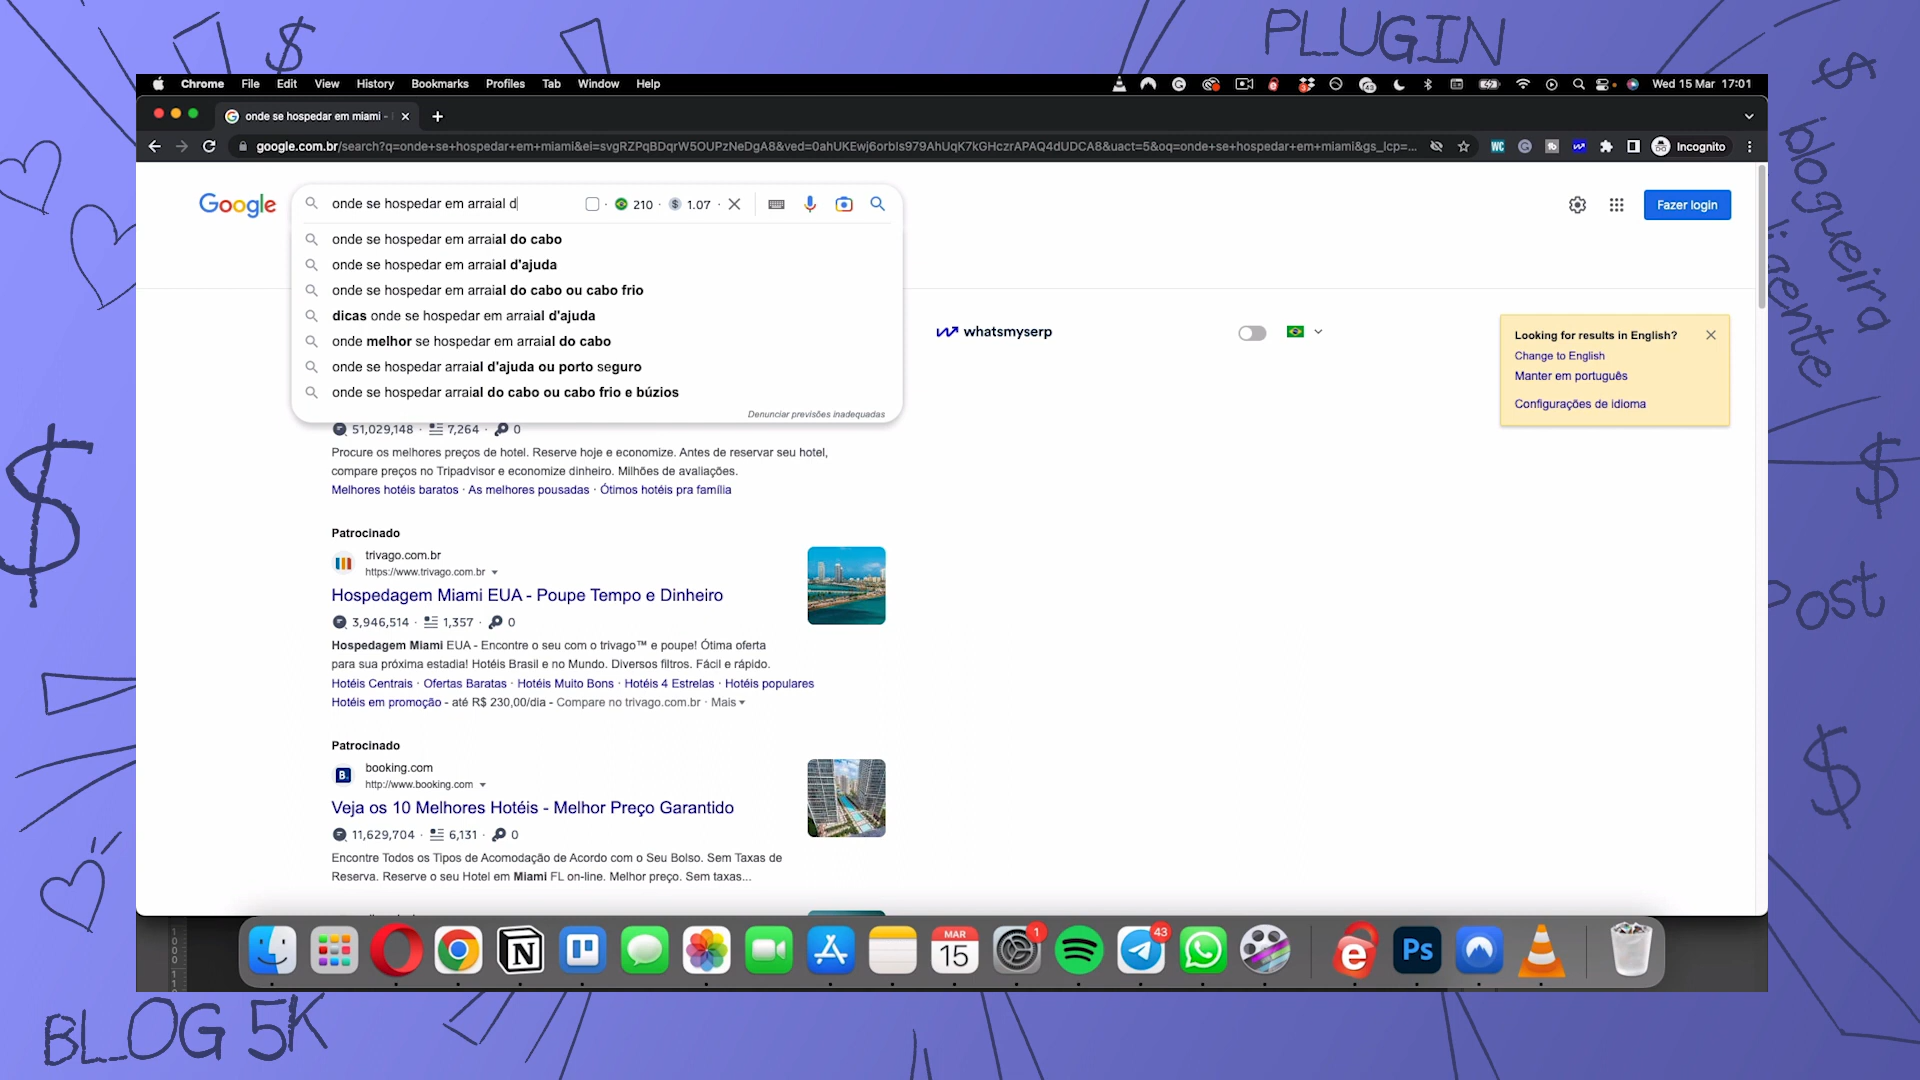 PLUGIN
Chrome File Edit View History Bookmarks Profiles Tab Window Help
Wed 15 Mar 17:01
onde se hospedar em miami -
google.com.br/search?q=onde+se+hospedar+em+miami&ei=svgRZPqBDqrW5OUPzNeDgA8&ved=0ahUKEwj6orbIs979AhUqK7kGHczrAPAQ4dUDCA8&uact=5&oq=onde+se+hospedar+em+miami&gs_lcp=...
WC
Incognito
Google
onde se hospedar em arraial d
· 210 · $ 1.07 ·
Fazer login
onde se hospedar em arraial do cabo
onde se hospedar em arraial d'ajuda
onde se hospedar em arraial do cabo ou cabo frio
dicas onde se hospedar em arraial d'ajuda
onde melhor se hospedar em arraial do cabo
onde se hospedar arraial d'ajuda ou porto seguro
onde se hospedar arraial do cabo ou cabo frio e búzios
Denunciar previsões inadequadas
whatsmyserp
Looking for results in English?
Change to English
Manter em português
Configurações de idioma
51,029,148 · 7,264 · 0
Procure os melhores preços de hotel. Reserve hoje e economize. Antes de reservar seu hotel,
compare preços no Tripadvisor e economize dinheiro. Milhões de avaliações.
Melhores hotéis baratos · As melhores pousadas · Ótimos hotéis pra família
Patrocinado
trivago.com.br
https://www.trivago.com.br
Hospedagem Miami EUA - Poupe Tempo e Dinheiro
3,946,514 · 1,357 · 0
Hospedagem Miami EUA - Encontre o seu com o trivago™ e poupe! Ótima oferta
para sua próxima estadia! Hotéis Brasil e no Mundo. Diversos filtros. Fácil e rápido.
Hotéis Centrais · Ofertas Baratas · Hotéis Muito Bons · Hotéis 4 Estrelas · Hotéis populares
Hotéis em promoção - até R$ 230,00/dia - Compare no trivago.com.br · Mais
Patrocinado
B.
booking.com
http://www.booking.com
Veja os 10 Melhores Hotéis - Melhor Preço Garantido
11,629,704 · 6,131 · 0
Encontre Todos os Tipos de Acomodação de Acordo com o Seu Bolso. Sem Taxas de
Reserva. Reserve o seu Hotel em Miami FL on-line. Melhor preço. Sem taxas...
MAR
15
1
43
Ps
blogueira
Post
$
BLOG 5K